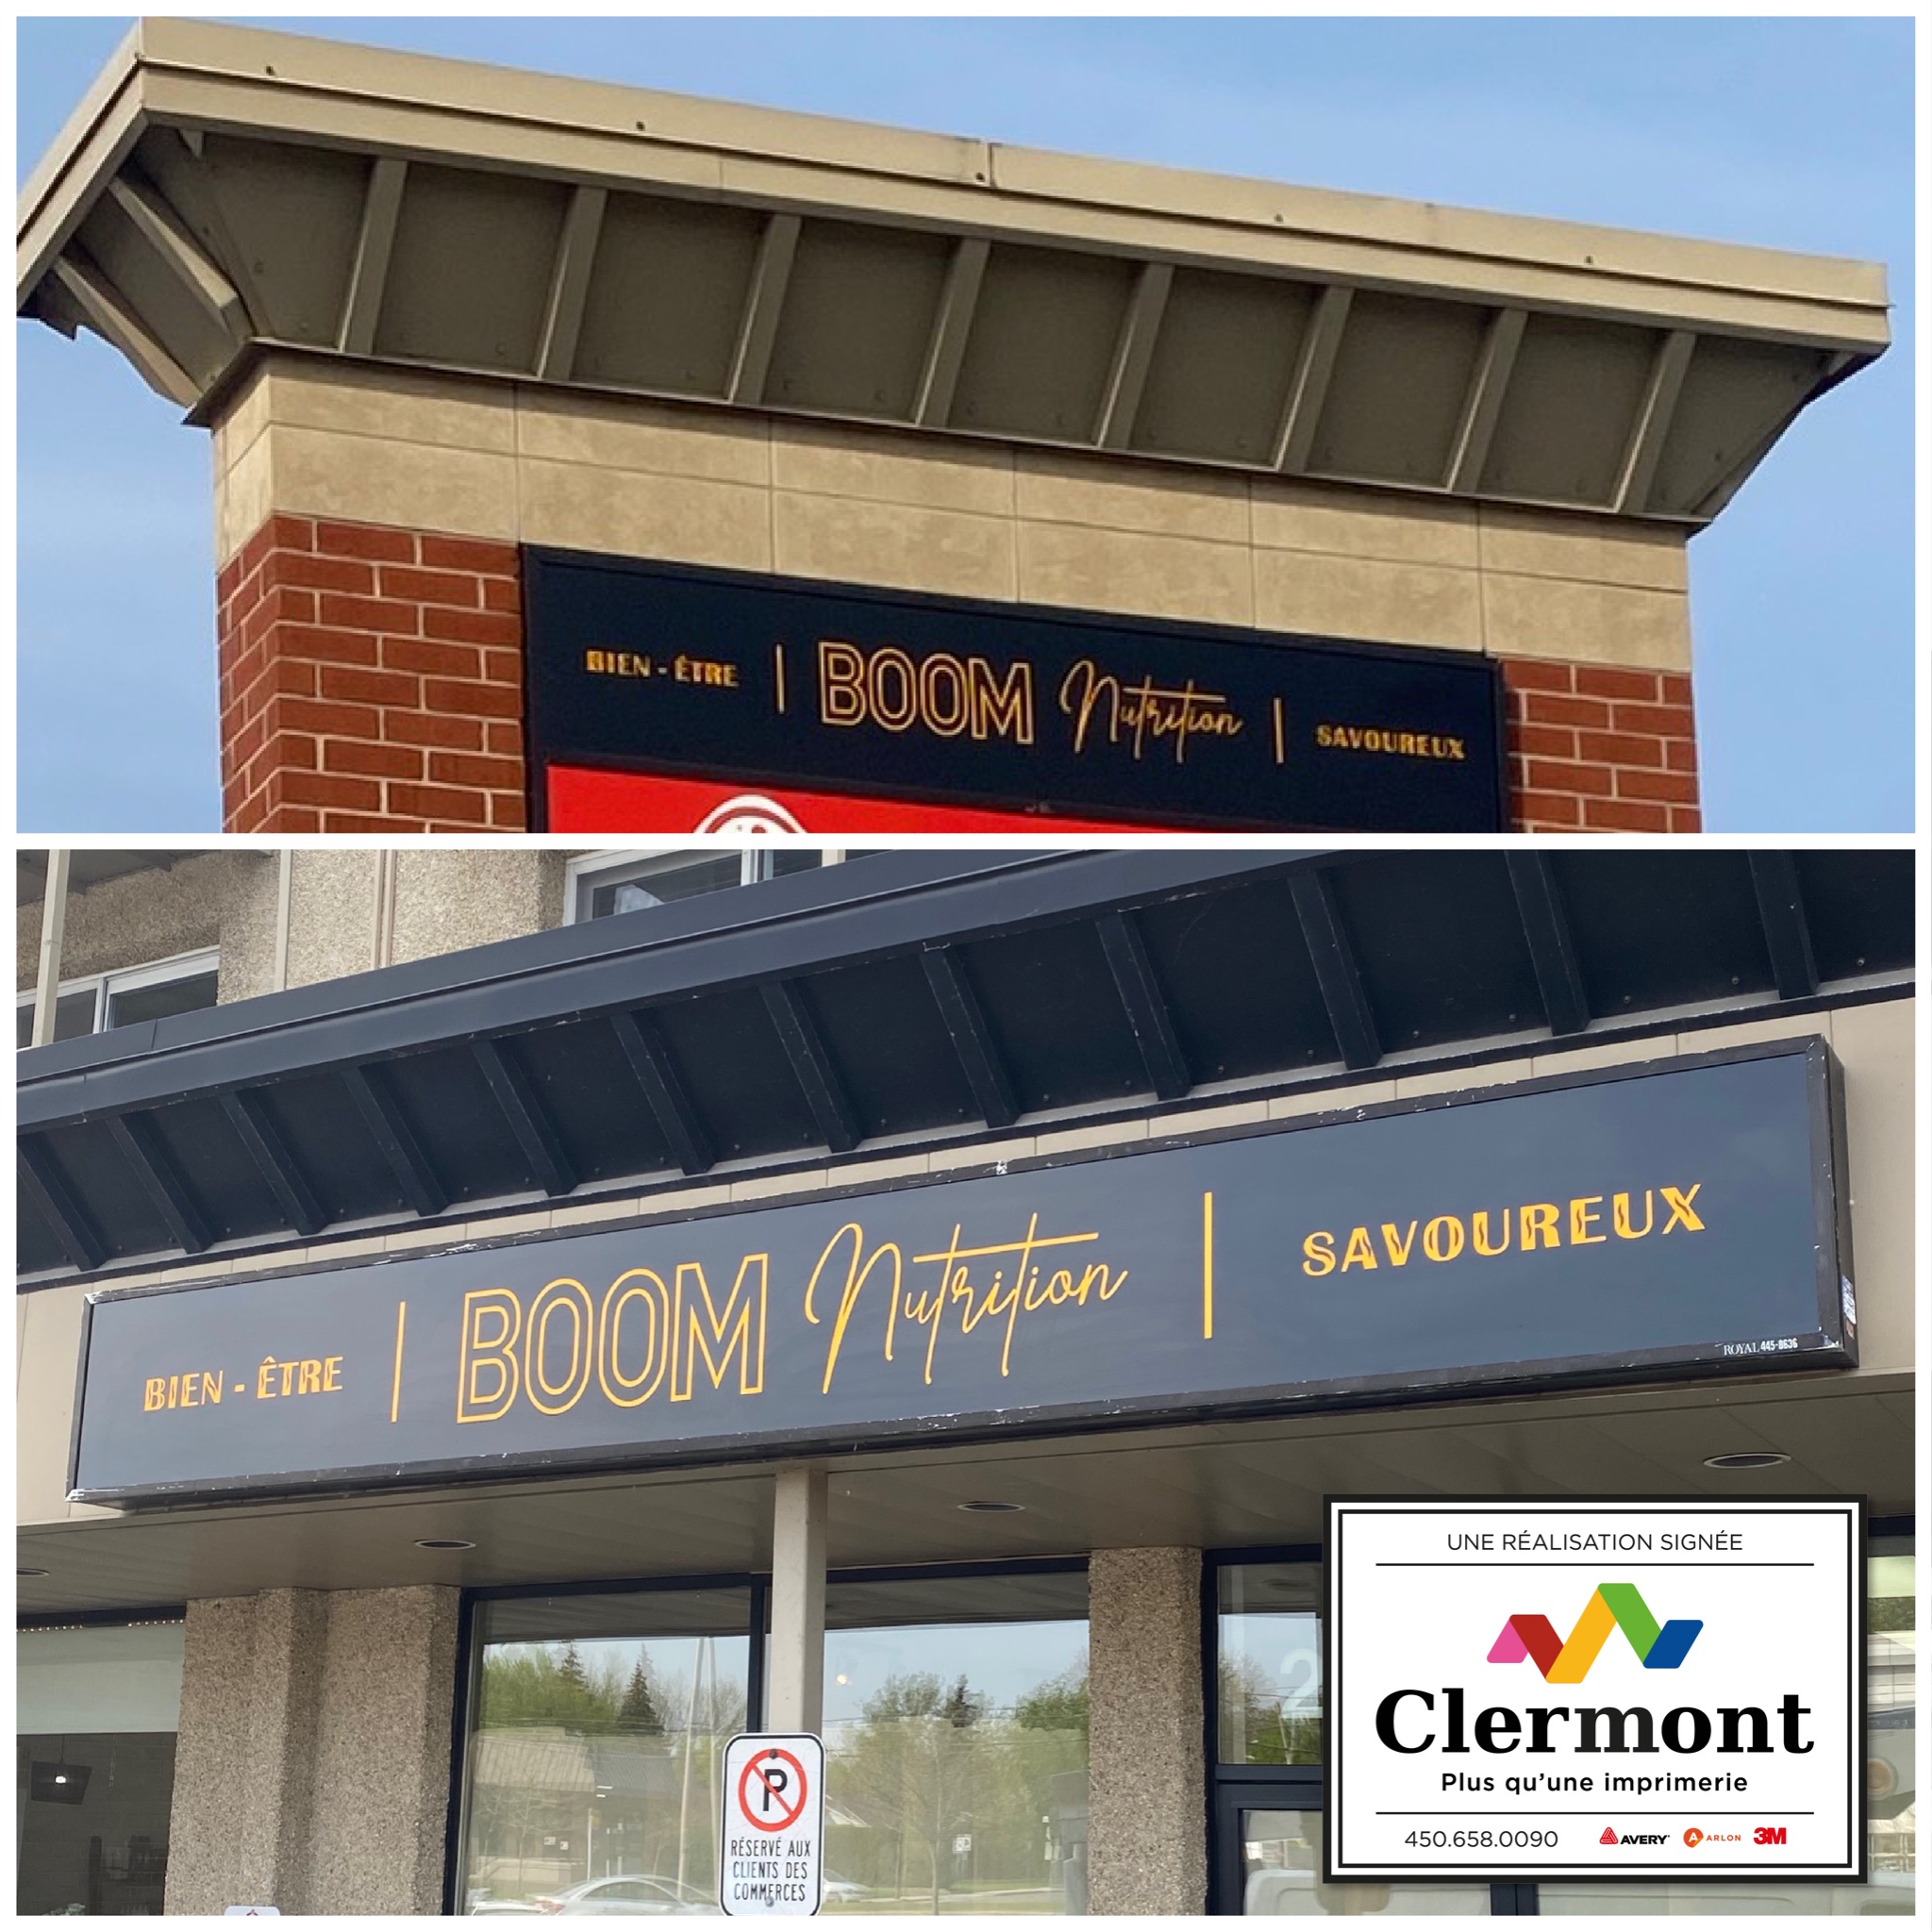 BIEN - ÊTRE | BOOM Nutrition | SAVOUREUX
BIEN - ÊTRE | BOOM Nutrition | SAVOUREUX
ROYAL 445-8636
P
RÉSERVÉ AUX
CLIENTS DES
COMMERCES
2
UNE RÉALISATION SIGNÉE
Clermont
Plus qu'une imprimerie
450.658.0090 AVERY ARLON 3M